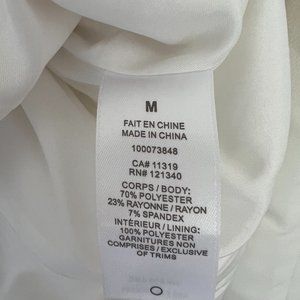 M
FAIT EN CHINE
MADE IN CHINA
100073848
CA# 11319
RN# 121340
CORPS / BODY:
70% POLYESTER
23% RAYONNE / RAYON
7% SPANDEX
INTÉRIEUR / LINING:
100% POLYESTER
GARNITURES NON
COMPRISES / EXCLUSIVE
OF TRIMS